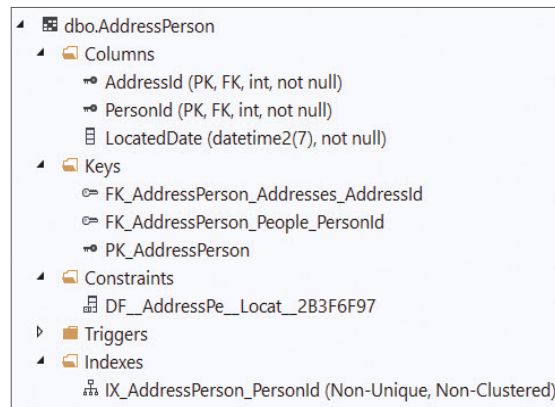 dbo.AddressPerson
Columns
AddressId (PK, FK, int, not null)
PersonId (PK, FK, int, not null)
LocatedDate (datetime2(7), not null)
Keys
FK_AddressPerson_Addresses_AddressId
FK_AddressPerson_People_PersonId
PK_AddressPerson
Constraints
DF__AddressPe__Locat__2B3F6F97
Triggers
Indexes
IX_AddressPerson_PersonId (Non-Unique, Non-Clustered)